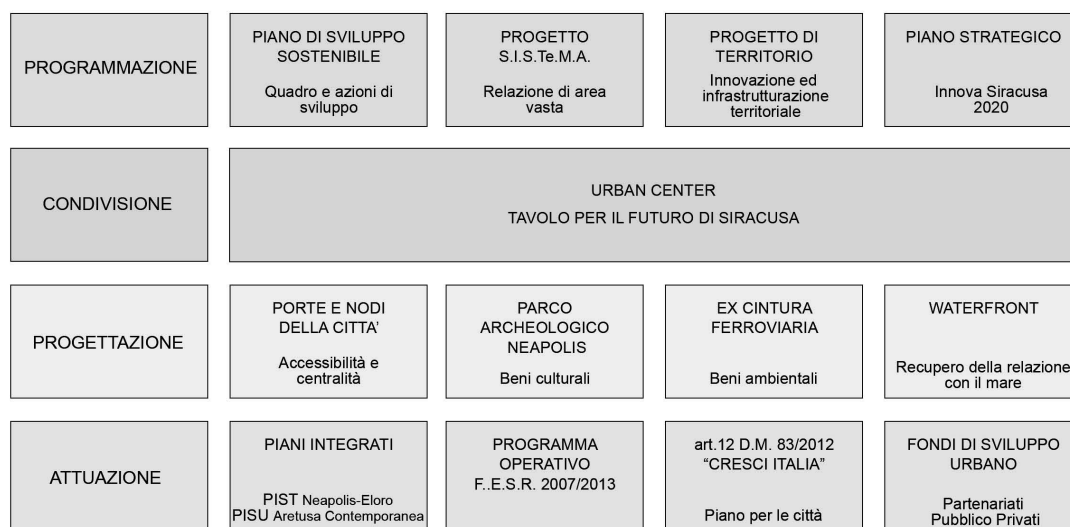 PROGRAMMAZIONE
PIANO DI SVILUPPO
SOSTENIBILE
Quadro e azioni di
sviluppo
PROGETTO
S.I.S.Te.M.A.
Relazione di area
vasta
PROGETTO DI
TERRITORIO
Innovazione ed
infrastrutturazione
territoriale
PIANO STRATEGICO
Innova Siracusa
2020
CONDIVISIONE
URBAN CENTER
TAVOLO PER IL FUTURO DI SIRACUSA
PROGETTAZIONE
PORTE E NODI
DELLA CITTA'
Accessibilità e
centralità
PARCO
ARCHEOLOGICO
NEAPOLIS
Beni culturali
EX CINTURA
FERROVIARIA
Beni ambientali
WATERFRONT
Recupero della relazione
con il mare
ATTUAZIONE
PIANI INTEGRATI
PIST Neapolis-Eloro
PISU Aretusa Contemporanea
PROGRAMMA
OPERATIVO
F..E.S.R. 2007/2013
art.12 D.M. 83/2012
“CRESCI ITALIA”
Piano per le città
FONDI DI SVILUPPO
URBANO
Partenariati
Pubblico Privati